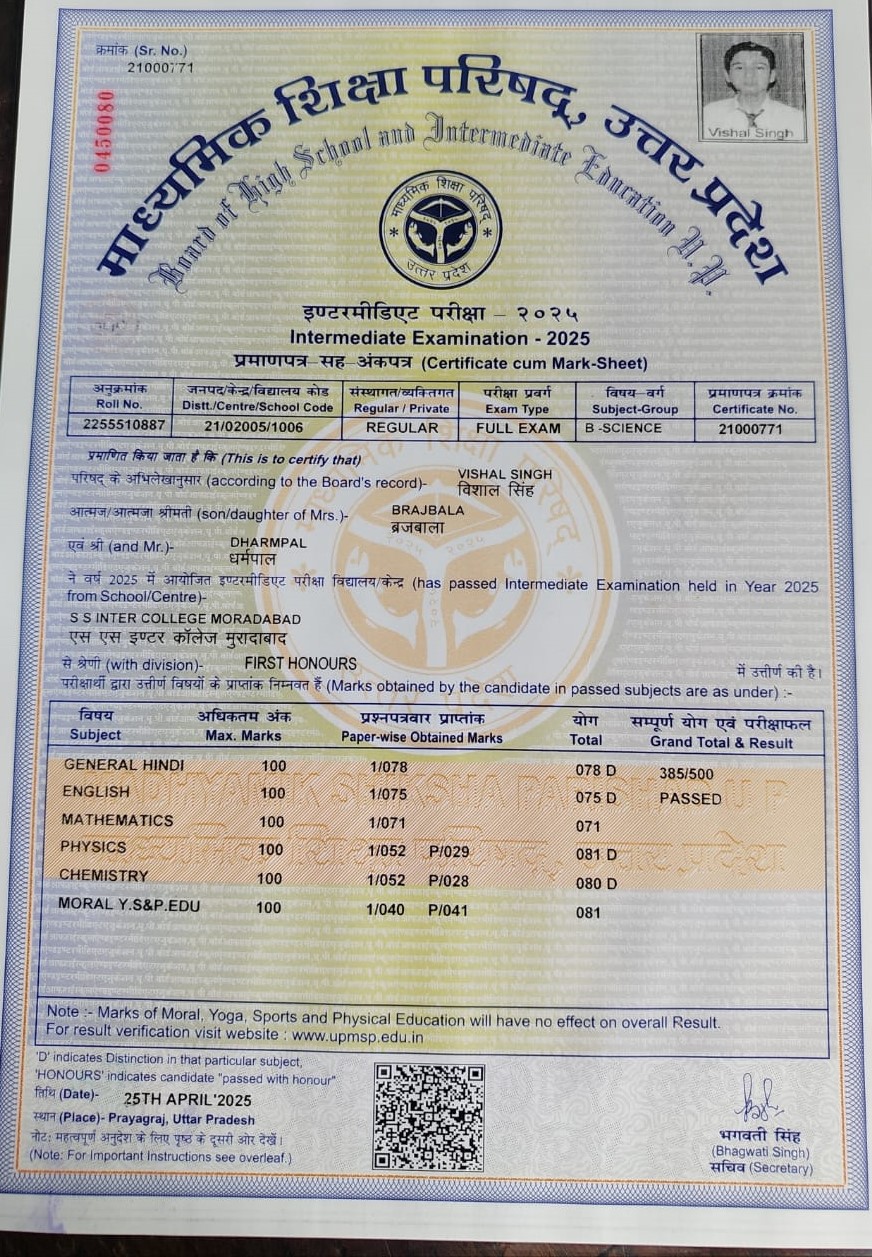 क्रमांक (Sr. No.)
21000771
0450080
Vishal Singh
माध्यमिक शिक्षा परिषद्, उत्तर प्रदेश
Board of High School and Intermediate Education U.P.
माध्यमिक शिक्षा परिषद्
उत्तर प्रदेश
इण्टरमीडिएट परीक्षा – २०२५
Intermediate Examination - 2025
प्रमाणपत्र–सह–अंकपत्र (Certificate cum Mark-Sheet)
अनुक्रमांक जनपद/केन्द्र/विद्यालय कोड संस्थागत/व्यक्तिगत परीक्षा प्रवर्ग विषय–वर्ग प्रमाणपत्र क्रमांक
Roll No. Distt./Centre/School Code Regular / Private Exam Type Subject-Group Certificate No.
2255510887 21/02005/1006 REGULAR FULL EXAM B -SCIENCE 21000771
प्रमाणित किया जाता है कि (This is to certify that)
परिषद् के अभिलेखानुसार (according to the Board's record)- VISHAL SINGH
विशाल सिंह
आत्मज/आत्मजा श्रीमती (son/daughter of Mrs.)- BRAJBALA
ब्रजबाला
एवं श्री (and Mr.)- DHARMPAL
धर्मपाल
ने वर्ष 2025 में आयोजित इण्टरमीडिएट परीक्षा विद्यालय/केन्द्र (has passed Intermediate Examination held in Year 2025
from School/Centre)-
S S INTER COLLEGE MORADABAD
एस एस इण्टर कॉलेज मुरादाबाद
से श्रेणी (with division)- FIRST HONOURS में उत्तीर्ण की है।
परीक्षार्थी द्वारा उत्तीर्ण विषयों के प्राप्तांक निम्नवत हैं (Marks obtained by the candidate in passed subjects are as under) :-
विषय अधिकतम अंक प्रश्नपत्रवार प्राप्तांक योग सम्पूर्ण योग एवं परीक्षाफल
Subject Max. Marks Paper-wise Obtained Marks Total Grand Total & Result
GENERAL HINDI 100 1/078 078 D 385/500
ENGLISH 100 1/075 075 D PASSED
MATHEMATICS 100 1/071 071
PHYSICS 100 1/052 P/029 081 D
CHEMISTRY 100 1/052 P/028 080 D
MORAL Y.S&P.EDU 100 1/040 P/041 081
Note :- Marks of Moral, Yoga, Sports and Physical Education will have no effect on overall Result.
For result verification visit website : www.upmsp.edu.in
'D' indicates Distinction in that particular subject,
'HONOURS' indicates candidate "passed with honour"
तिथि (Date)- 25TH APRIL'2025
स्थान (Place)- Prayagraj, Uttar Pradesh
नोट: महत्वपूर्ण अनुदेश के लिए पृष्ठ के दूसरी ओर देखें।
(Note: For Important Instructions see overleaf.)
भगवती सिंह
(Bhagwati Singh)
सचिव (Secretary)